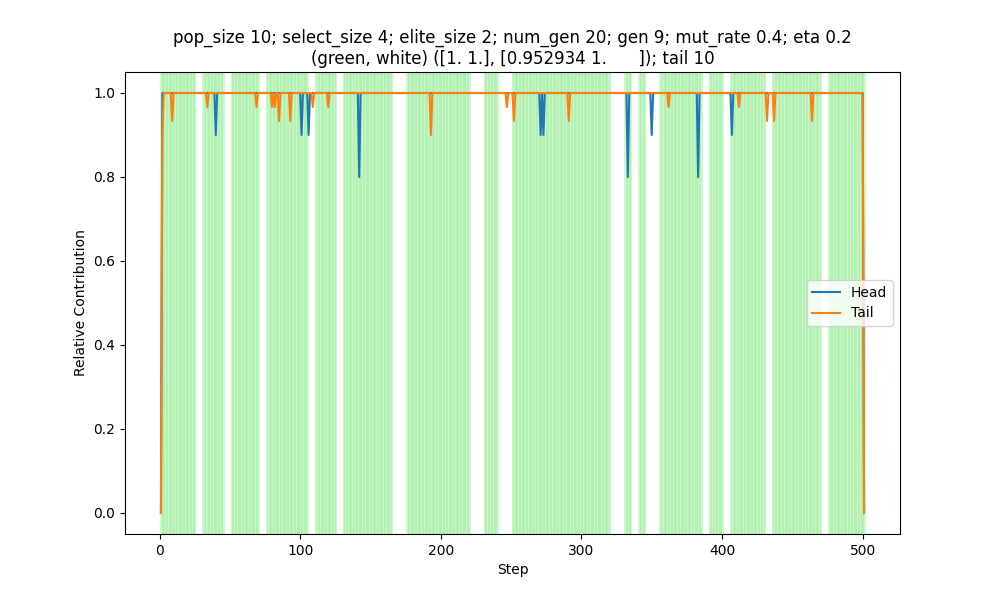 pop_size 10; select_size 4; elite_size 2; num_gen 20; gen 9; mut_rate 0.4; eta 0.2
(green, white) ([1. 1.], [0.952934 1.      ]); tail 10
1.0
0.8
0.6
0.4
0.2
0.0
Relative Contribution
Head
Tail
0
100
200
300
400
500
Step